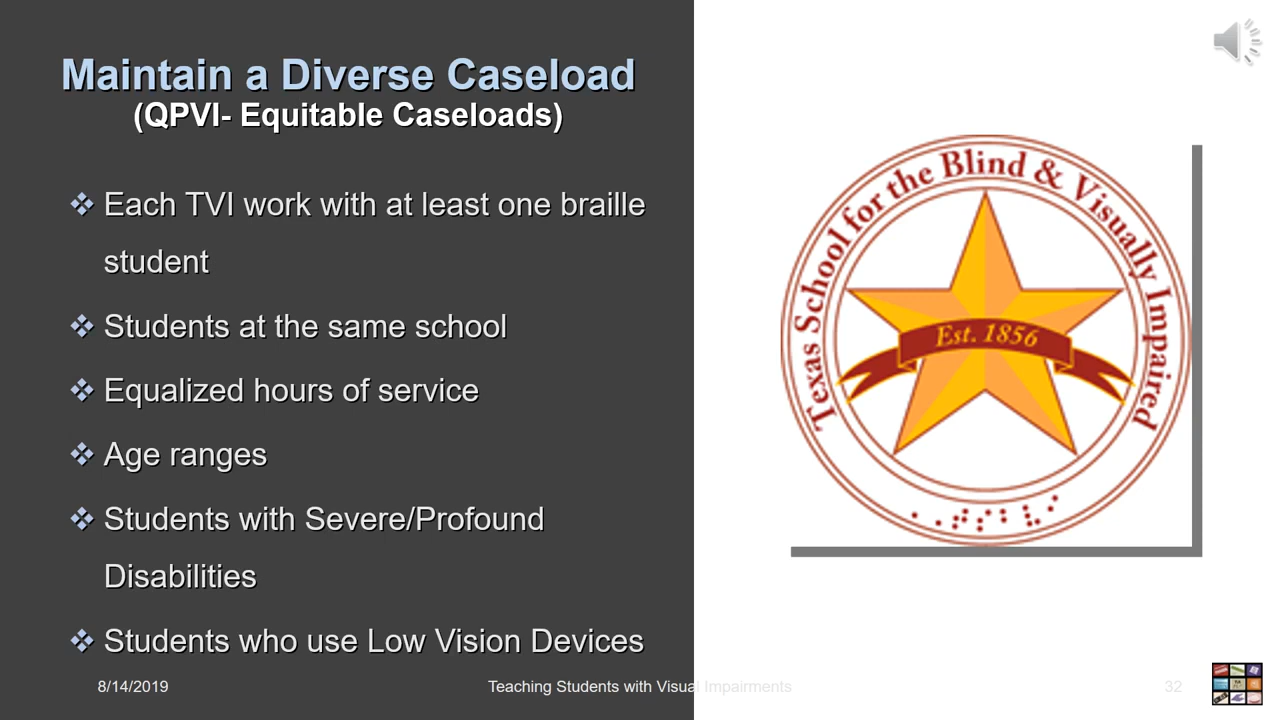 Maintain a Diverse Caseload
(QPVI- Equitable Caseloads)
❖ Each TVI work with at least one braille
student
❖ Students at the same school
❖ Equalized hours of service
❖ Age ranges
❖ Students with Severe/Profound
Disabilities
❖ Students who use Low Vision Devices
Texas School for the Blind & Visually Impaired
Est. 1856
8/14/2019
Teaching Students with Visual Impairments
32